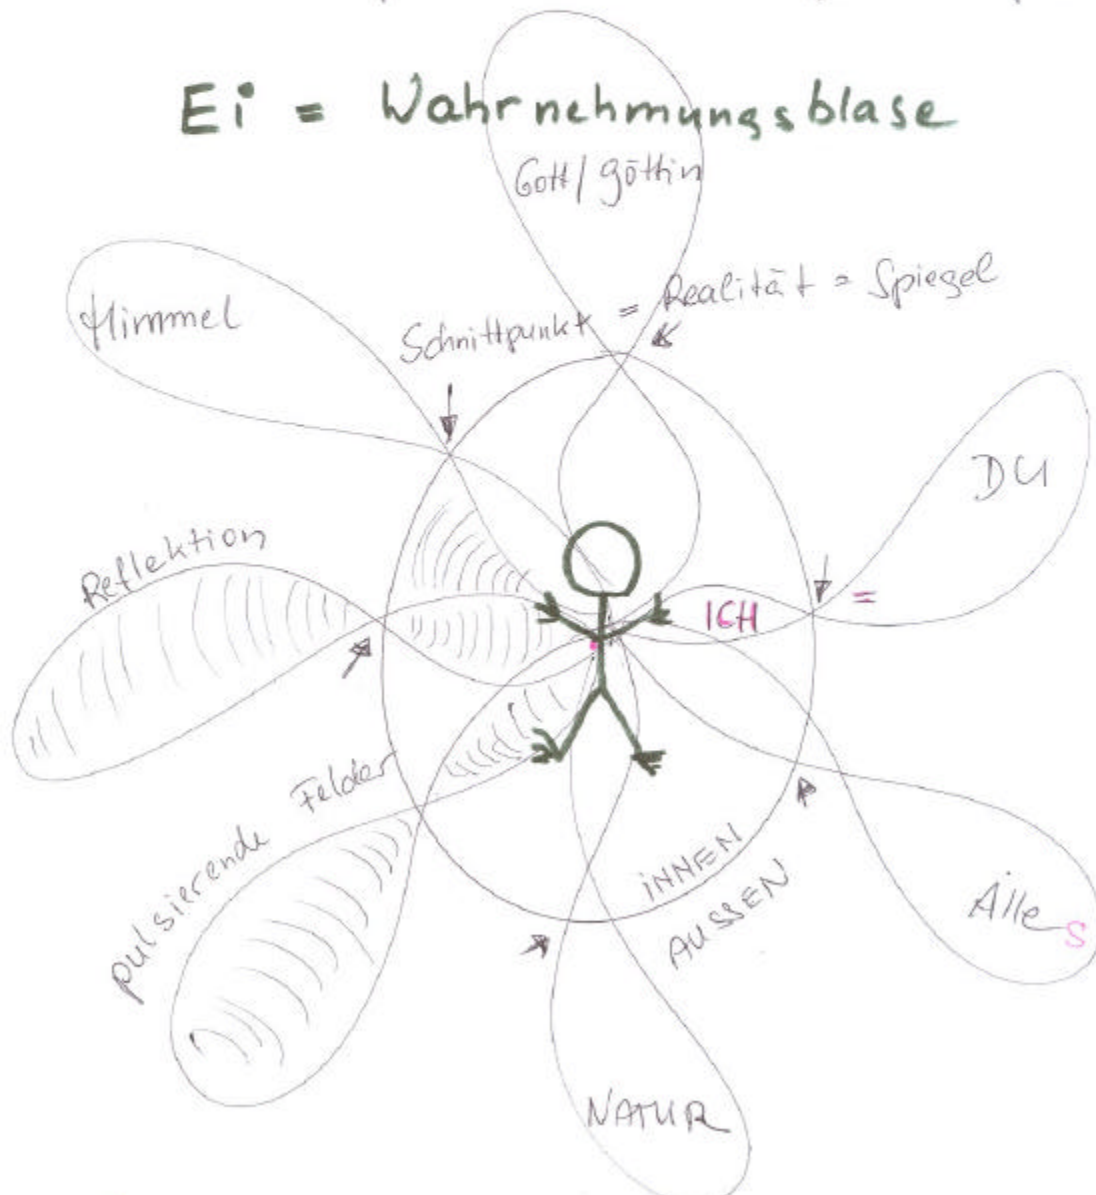 Ei = Wahrnehmungsblase
Gott/Göttin
Himmel
Schnittpunkt = Realität = Spiegel
DU
Reflektion
ICH =
pulsierende Felder
INNEN
AUSSEN
Alles
NATUR